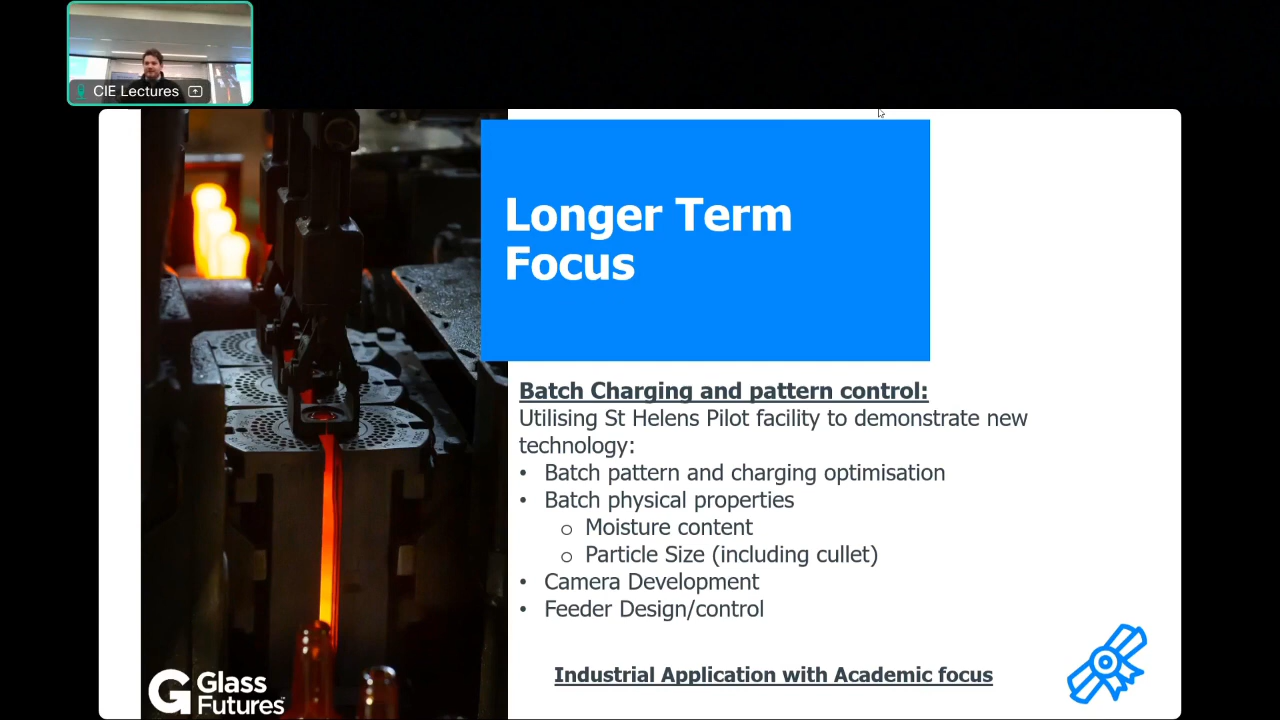 CIE Lectures
Longer Term
Focus
Batch Charging and pattern control:
Utilising St Helens Pilot facility to demonstrate new
technology:
• Batch pattern and charging optimisation
• Batch physical properties
o Moisture content
o Particle Size (including cullet)
• Camera Development
• Feeder Design/control
Industrial Application with Academic focus
Glass
Futures